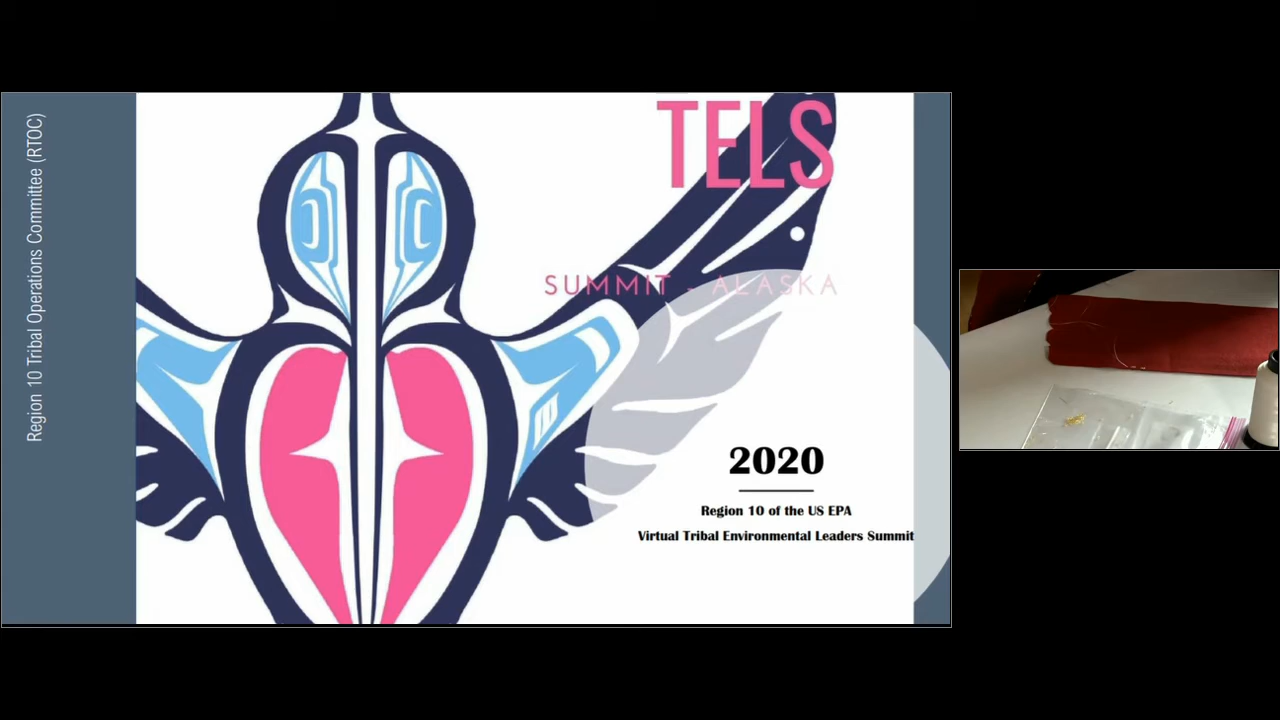 Region 10 Tribal Operations Committee (RTOC)
TELS
SUMMIT - ALASKA
2020
Region 10 of the US EPA
Virtual Tribal Environmental Leaders Summit